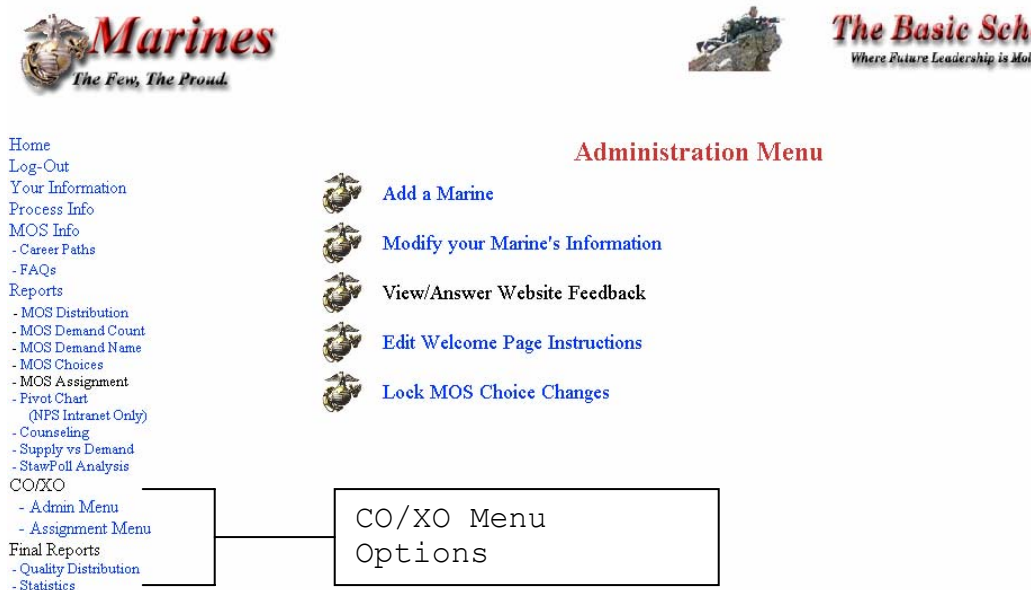 Marines
The Few, The Proud.
The Basic Sch
Where Future Leadership is Mol
Home
Log-Out
Your Information
Process Info
MOS Info
- Career Paths
- FAQs
Reports
- MOS Distribution
- MOS Demand Count
- MOS Demand Name
- MOS Choices
- MOS Assignment
- Pivot Chart
(NPS Intranet Only)
- Counseling
- Supply vs Demand
- StawPoll Analysis
CO/XO
- Admin Menu
- Assignment Menu
Final Reports
- Quality Distribution
- Statistics
Administration Menu
Add a Marine
Modify your Marine's Information
View/Answer Website Feedback
Edit Welcome Page Instructions
Lock MOS Choice Changes
CO/XO Menu
Options